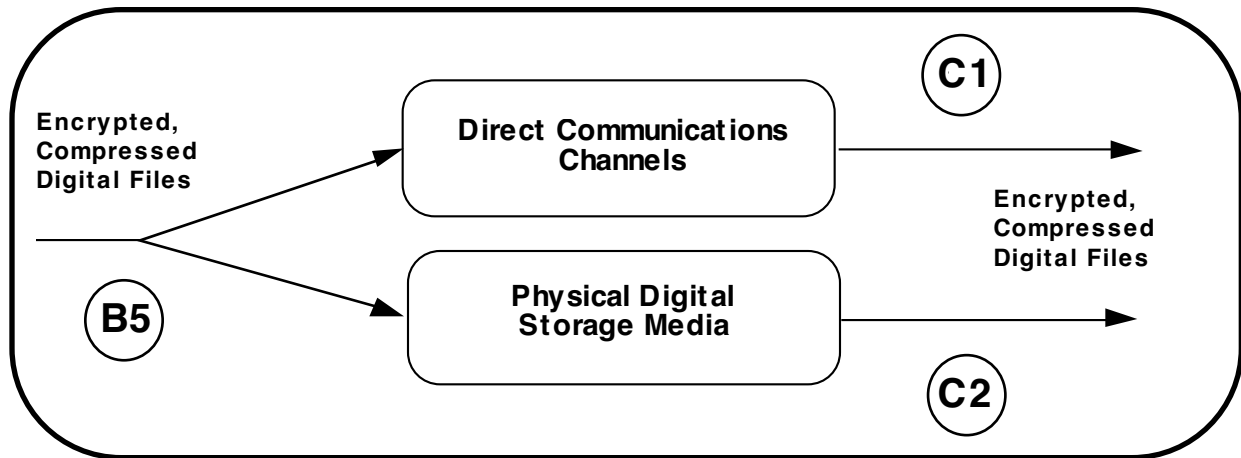 C1
Encrypted,
Compressed
Digital Files
Direct Communications
Channels
Encrypted,
Compressed
Digital Files
B5
Physical Digital
Storage Media
C2